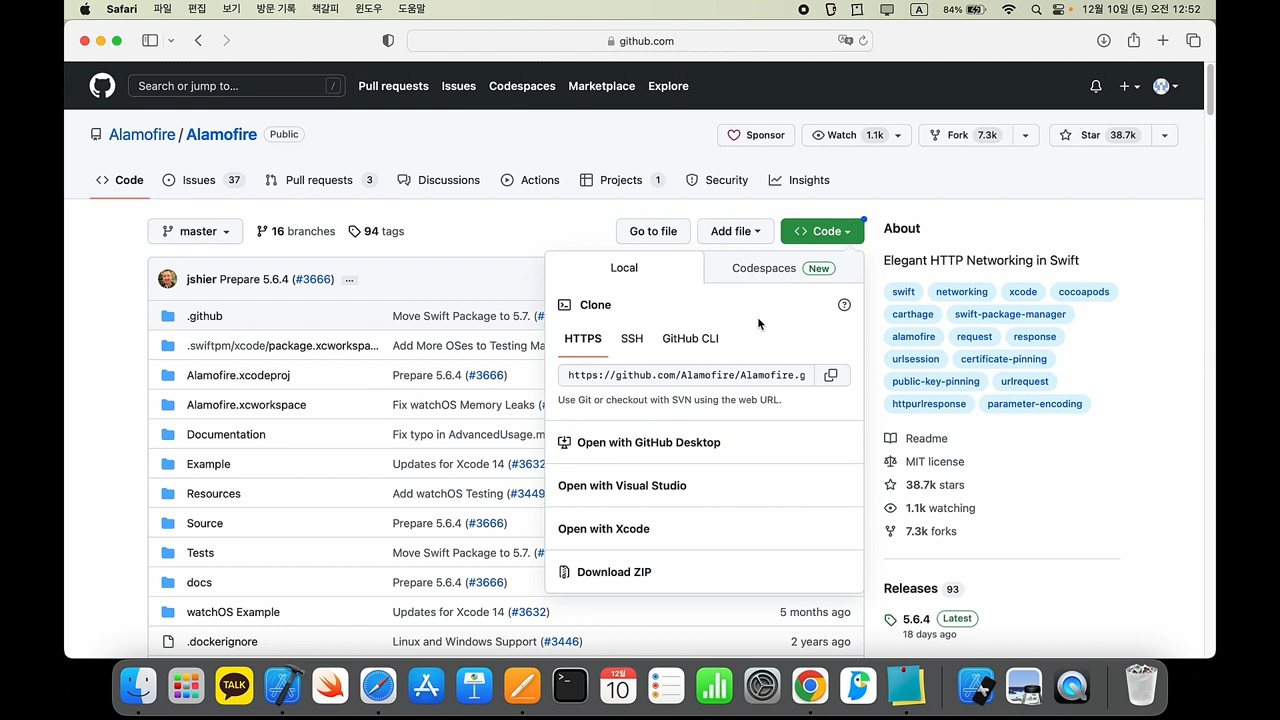 Safari 파일 편집 보기 방문 기록 책갈피 윈도우 도움말 A 84% 12월 10일 (토) 오전 12:52
github.com
Search or jump to... / Pull requests Issues Codespaces Marketplace Explore
Alamofire / Alamofire Public Sponsor Watch 1.1k Fork 7.3k Star 38.7k
Code Issues 37 Pull requests 3 Discussions Actions Projects 1 Security Insights
master 16 branches 94 tags Go to file Add file Code
About
Elegant HTTP Networking in Swift
swift networking xcode cocoapods
carthage swift-package-manager
alamofire request response
urlsession certificate-pinning
public-key-pinning urlrequest
httpurlresponse parameter-encoding
Readme
MIT license
38.7k stars
1.1k watching
7.3k forks
Releases 93
5.6.4 Latest
18 days ago
Local Codespaces New
Clone
HTTPS SSH GitHub CLI
https://github.com/Alamofire/Alamofire.g
Use Git or checkout with SVN using the web URL.
Open with GitHub Desktop
Open with Visual Studio
Open with Xcode
Download ZIP
jshier Prepare 5.6.4 (#3666) ...
.github Move Swift Package to 5.7. (#
.swiftpm/xcode/package.xcworkspa... Add More OSes to Testing Ma
Alamofire.xcodeproj Prepare 5.6.4 (#3666)
Alamofire.xcworkspace Fix watchOS Memory Leaks (#
Documentation Fix typo in AdvancedUsage.m
Example Updates for Xcode 14 (#3632
Resources Add watchOS Testing (#3449
Source Prepare 5.6.4 (#3666)
Tests Move Swift Package to 5.7. (#
docs Prepare 5.6.4 (#3666)
watchOS Example Updates for Xcode 14 (#3632) 5 months ago
.dockerignore Linux and Windows Support (#3446) 2 years ago
TALK
12월
10